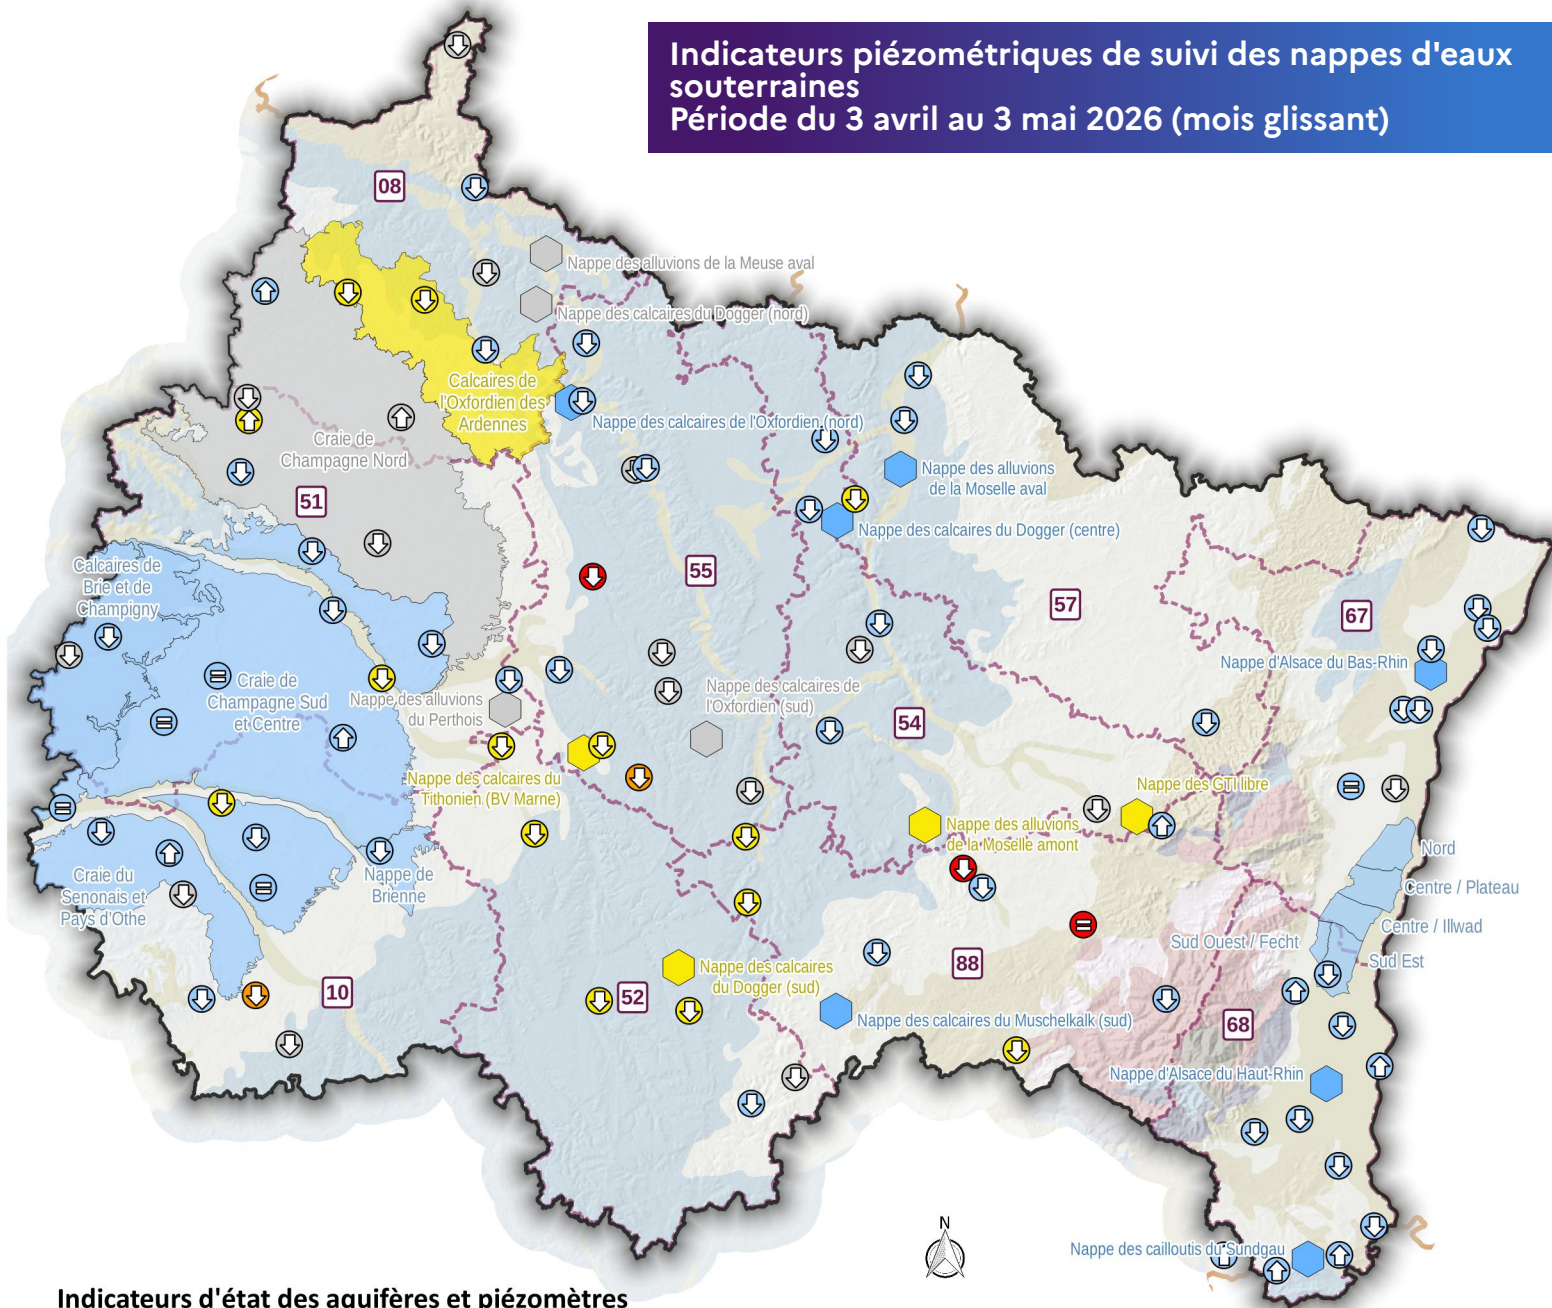 Indicateurs piézométriques de suivi des nappes d'eaux
souterraines
Période du 3 avril au 3 mai 2026 (mois glissant)
08
Nappe des alluvions de la Meuse aval
Nappe des calcaires du Dogger (nord)
Calcaires de
l'Oxfordien des
Ardennes
Nappe des calcaires de l'Oxfordien (nord)
Craie de
Champagne Nord
Nappe des alluvions
de la Moselle aval
51
Nappe des calcaires du Dogger (centre)
Calcaires de
Brie et de
Champigny
55
57
67
Nappe d'Alsace du Bas-Rhin
Craie de
Champagne Sud
et Centre
Nappe des alluvions
du Perthois
Nappe des calcaires de
l'Oxfordien (sud)
54
Nappe des calcaires du
Tithonien (BV Marne)
Nappe des GTI libre
Nappe des alluvions
de la Moselle amont
Nord
Craie du
Senonais et
Pays d'Othe
Nappe de
Brienne
Centre / Plateau
Centre / Illwad
Sud Ouest / Fecht
Sud Est
88
Nappe des calcaires
du Dogger (sud)
10
52
Nappe des calcaires du Muschelkalk (sud)
68
Nappe d'Alsace du Haut-Rhin
N
Nappe des cailloutis du Sundgau
Indicateurs d'état des aquifères et piézomètres